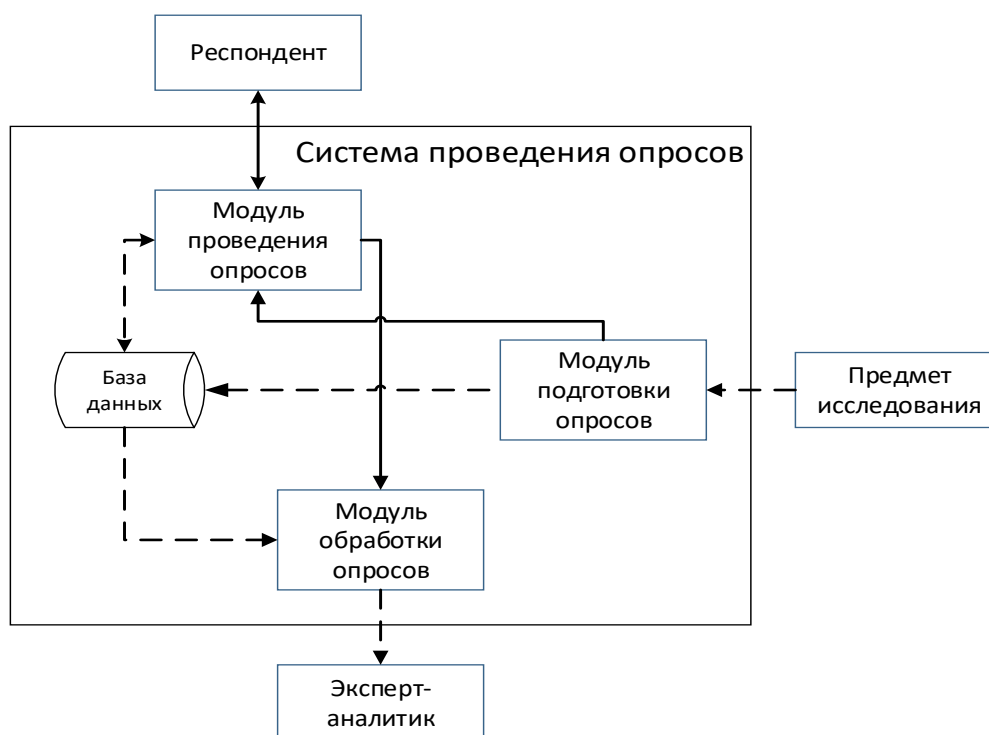 Респондент
Система проведения опросов
Модуль
проведения
опросов
База
данных
Модуль
подготовки
опросов
Предмет
исследования
Модуль
обработки
опросов
Эксперт-
аналитик